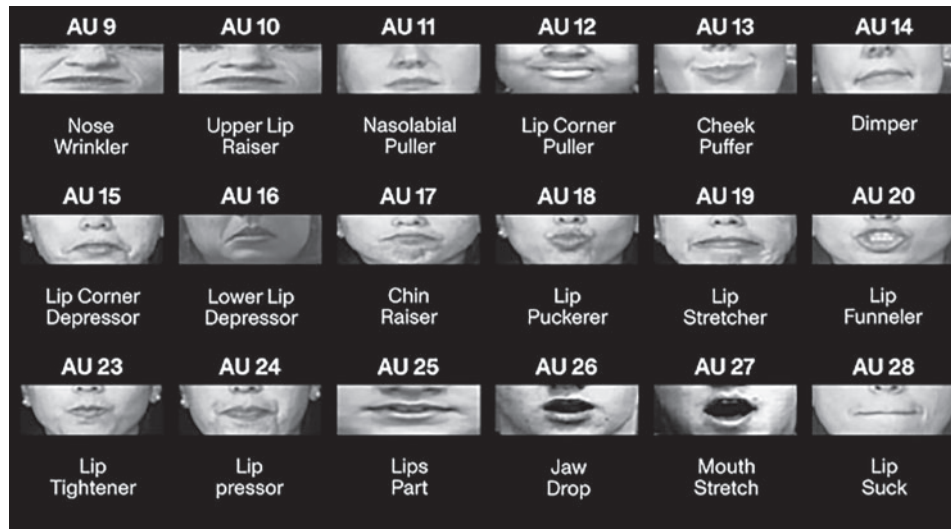 AU 9 AU 10 AU 11 AU 12 AU 13 AU 14
Nose Upper Lip Nasolabial Lip Corner Cheek Dimper
Wrinkler Raiser Puller Puller Puffer
AU 15 AU 16 AU 17 AU 18 AU 19 AU 20
Lip Corner Lower Lip Chin Lip Lip Lip
Depressor Depressor Raiser Puckerer Stretcher Funneler
AU 23 AU 24 AU 25 AU 26 AU 27 AU 28
Lip Lip Lips Jaw Mouth Lip
Tightener pressor Part Drop Stretch Suck